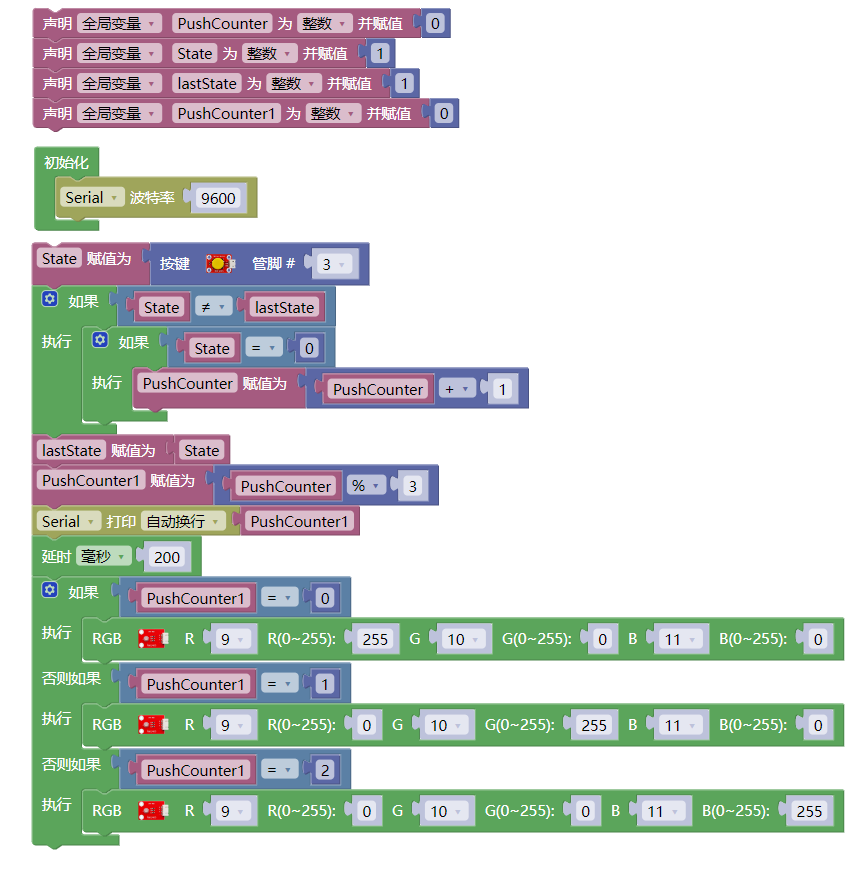 声明 全局变量 PushCounter 为 整数 并赋值 0
声明 全局变量 State 为 整数 并赋值 1
声明 全局变量 lastState 为 整数 并赋值 1
声明 全局变量 PushCounter1 为 整数 并赋值 0
初始化
Serial 波特率 9600
State 赋值为 按键 管脚 # 3
如果 State ≠ lastState
执行 如果 State = 0
执行 PushCounter 赋值为 PushCounter + 1
lastState 赋值为 State
PushCounter1 赋值为 PushCounter % 3
Serial 打印 自动换行 PushCounter1
延时 毫秒 200
如果 PushCounter1 = 0
执行 RGB R 9 R(0~255): 255 G 10 G(0~255): 0 B 11 B(0~255): 0
否则如果 PushCounter1 = 1
执行 RGB R 9 R(0~255): 0 G 10 G(0~255): 255 B 11 B(0~255): 0
否则如果 PushCounter1 = 2
执行 RGB R 9 R(0~255): 0 G 10 G(0~255): 0 B 11 B(0~255): 255